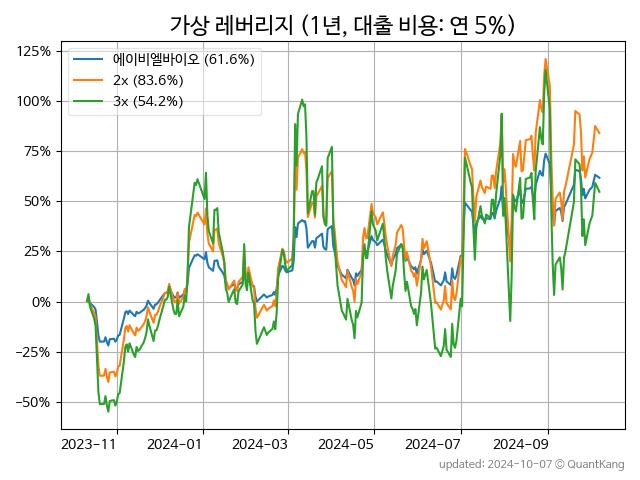 가상 레버리지 (1년, 대출 비용: 연 5%)
에이비엘바이오 (61.6%)
2x (83.6%)
3x (54.2%)
125%
100%
75%
50%
25%
0%
−25%
−50%
2023-11
2024-01
2024-03
2024-05
2024-07
2024-09
updated: 2024-10-07 © QuantKang